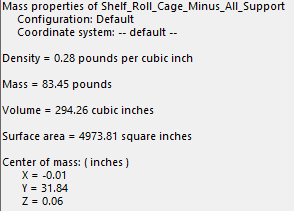 Mass properties of Shelf_Roll_Cage_Minus_All_Support
Configuration: Default
Coordinate system: -- default --
Density = 0.28 pounds per cubic inch
Mass = 83.45 pounds
Volume = 294.26 cubic inches
Surface area = 4973.81 square inches
Center of mass: ( inches )
X = -0.01
Y = 31.84
Z = 0.06